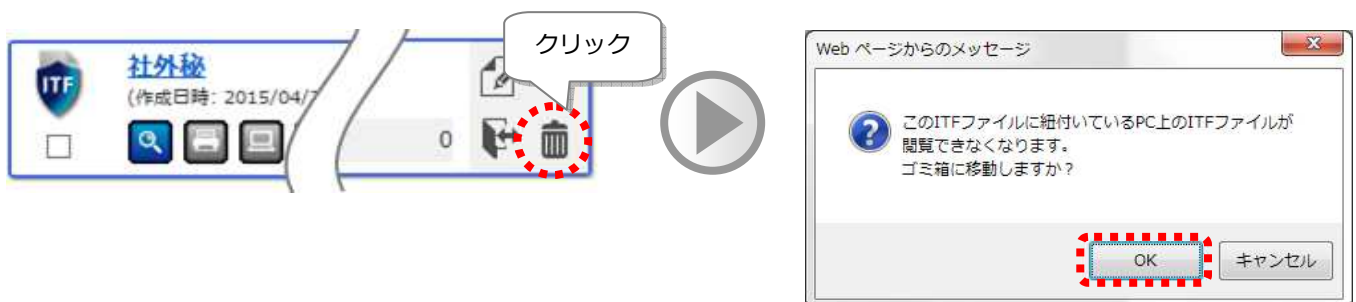 クリック
ITF
社外秘
(作成日時: 2015/04/
0
Web ページからのメッセージ
このITFファイルに紐付いているPC上のITFファイルが
閲覧できなくなります。
ゴミ箱に移動しますか？
OK
キャンセル